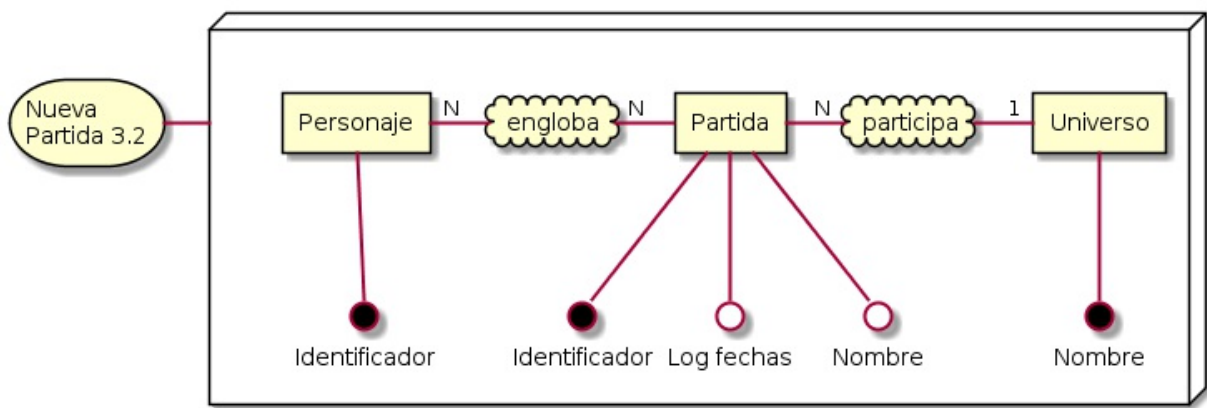 Nueva
Partida 3.2
Personaje
N
engloba
N
Partida
N
participa
1
Universo
Identificador
Identificador
Log fechas
Nombre
Nombre